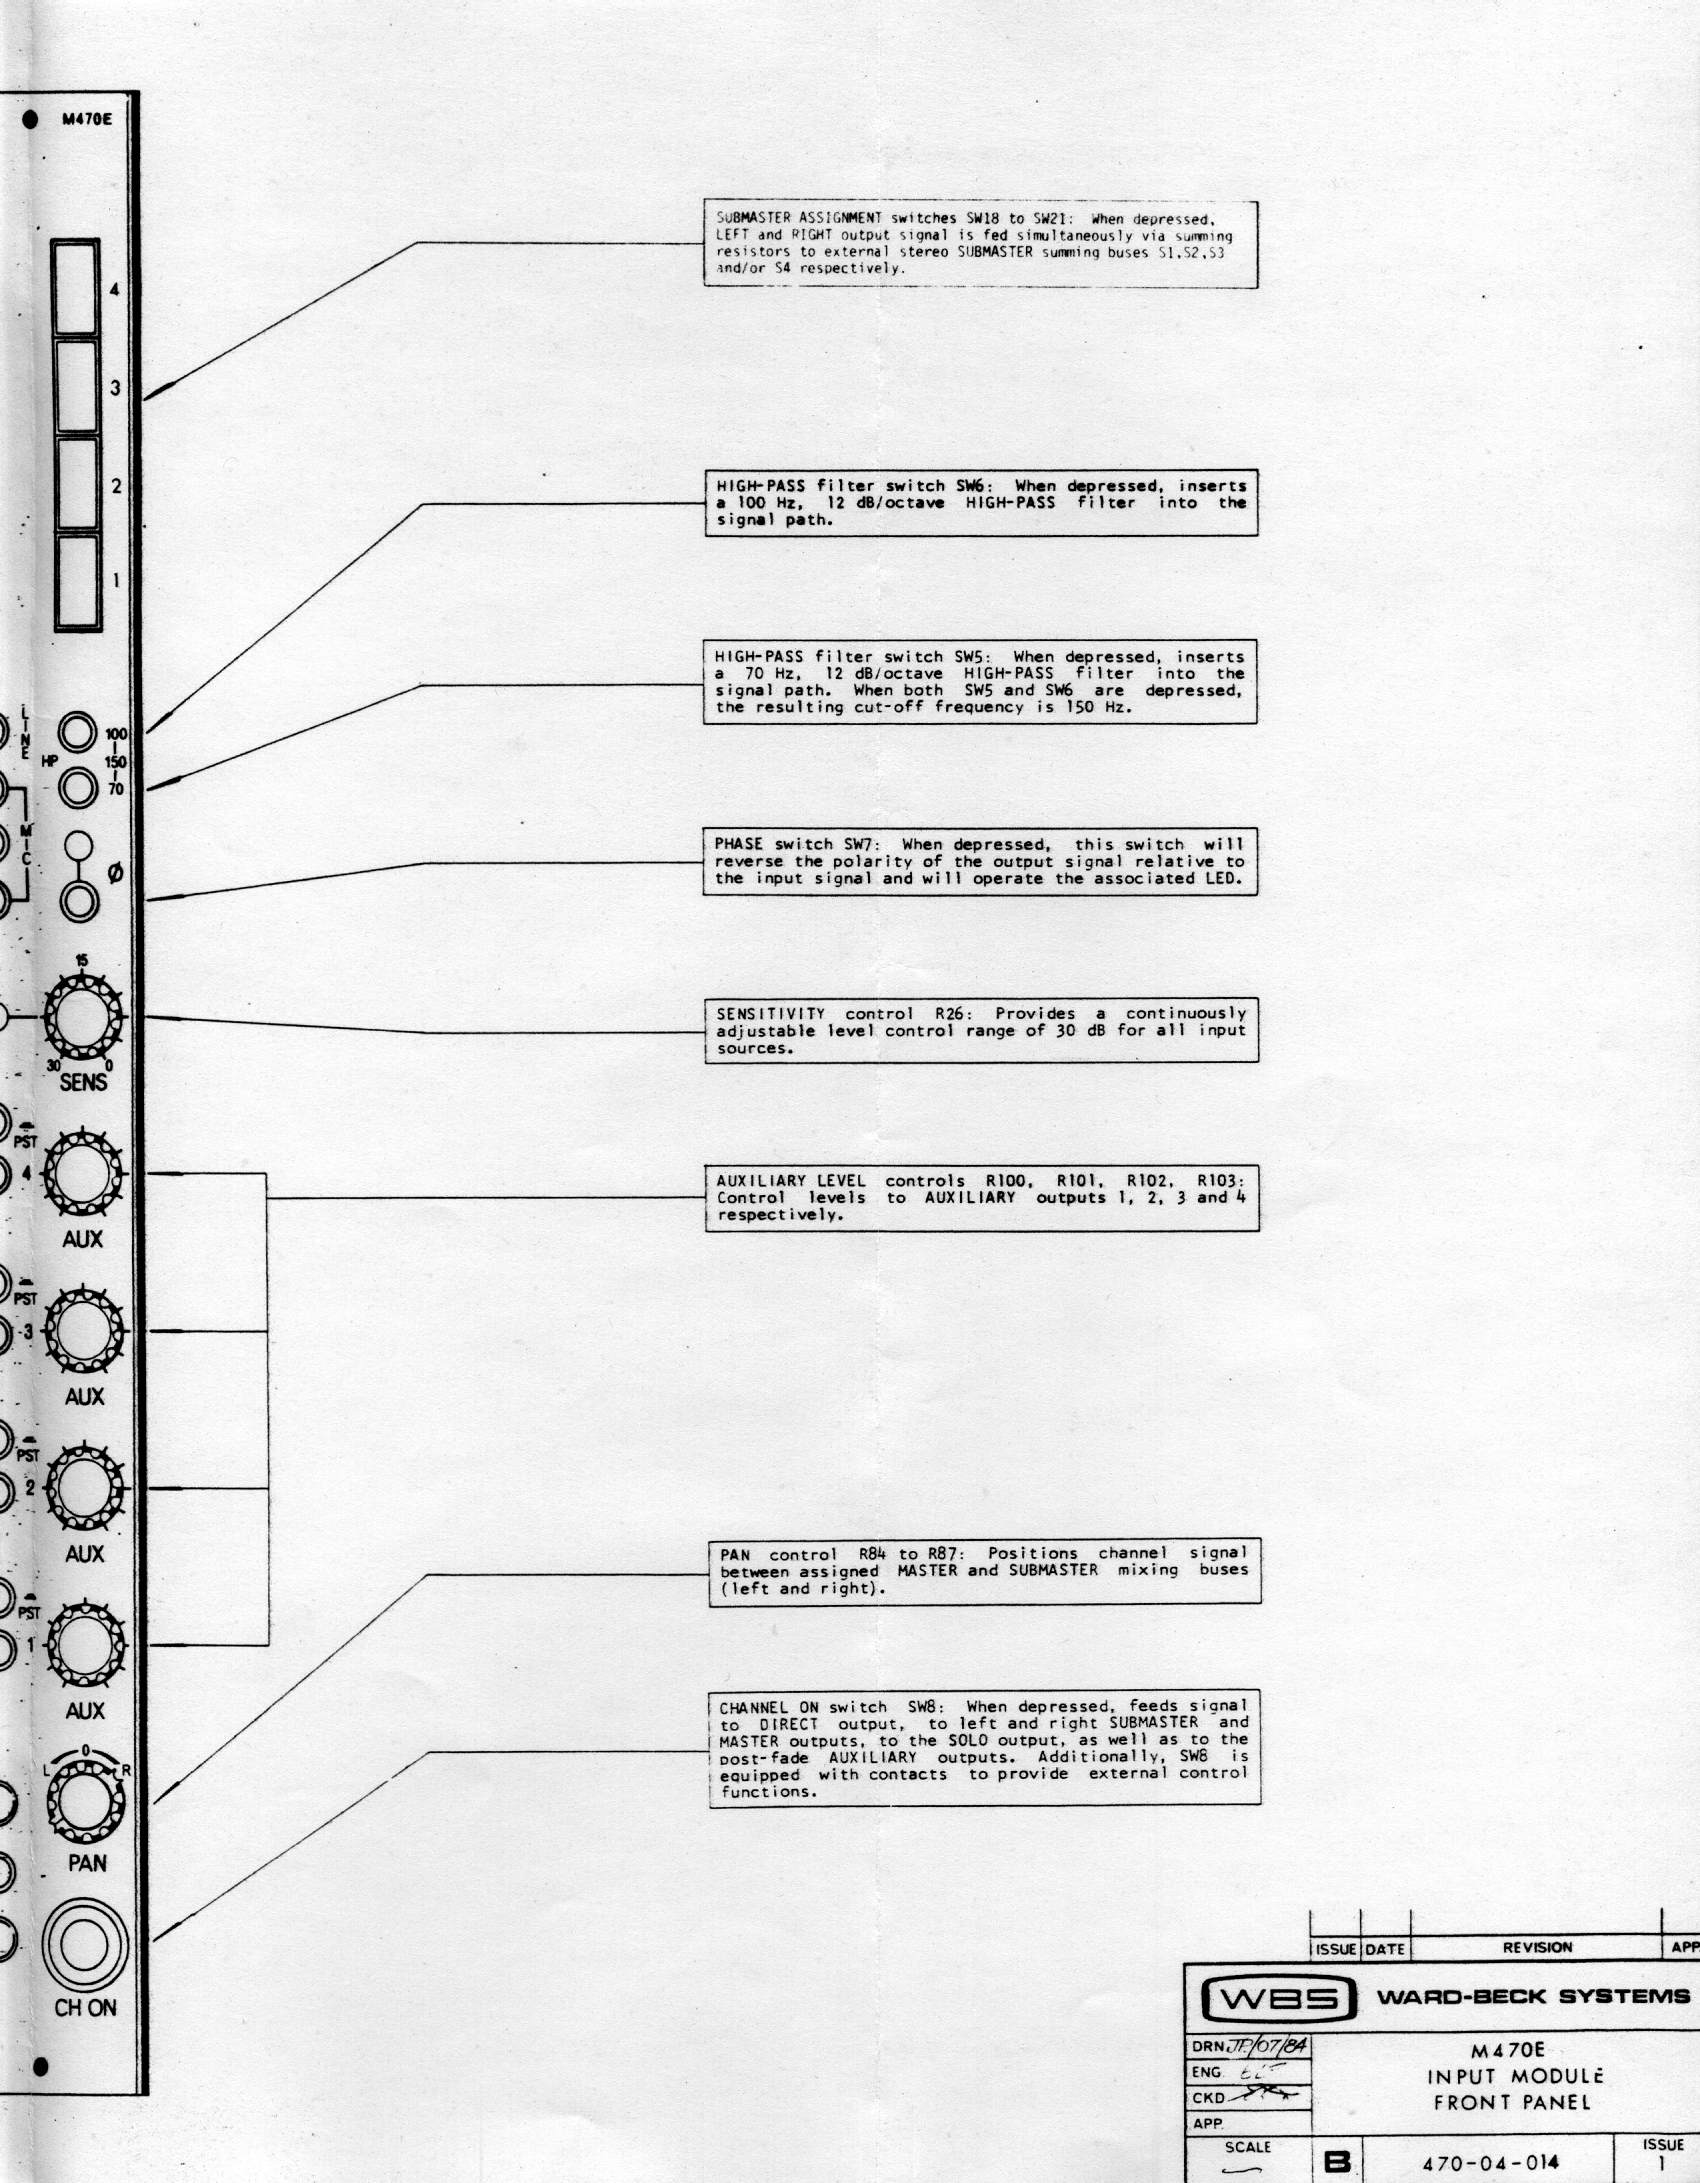 M470E
4
3
2
1
SUBMASTER ASSIGNMENT switches SW18 to SW21: When depressed,
LEFT and RIGHT output signal is fed simultaneously via summing
resistors to external stereo SUBMASTER summing buses S1,S2,S3
and/or S4 respectively.
HIGH-PASS filter switch SW6: When depressed, inserts
a 100 Hz, 12 dB/octave HIGH-PASS filter into the
signal path.
HIGH-PASS filter switch SW5: When depressed, inserts
a 70 Hz, 12 dB/octave HIGH-PASS filter into the
signal path. When both SW5 and SW6 are depressed,
the resulting cut-off frequency is 150 Hz.
LINE
HP
100
150
70
MIC
Ø
PHASE switch SW7: When depressed, this switch will
reverse the polarity of the output signal relative to
the input signal and will operate the associated LED.
15
30 0
SENS
SENSITIVITY control R26: Provides a continuously
adjustable level control range of 30 dB for all input
sources.
PST
4
AUX
AUXILIARY LEVEL controls R100, R101, R102, R103:
Control levels to AUXILIARY outputs 1, 2, 3 and 4
respectively.
PST
3
AUX
PST
2
AUX
PST
1
AUX
PAN control R84 to R87: Positions channel signal
between assigned MASTER and SUBMASTER mixing buses
(left and right).
L 0 R
PAN
CHANNEL ON switch SW8: When depressed, feeds signal
to DIRECT output, to left and right SUBMASTER and
MASTER outputs, to the SOLO output, as well as to the
post-fade AUXILIARY outputs. Additionally, SW8 is
equipped with contacts to provide external control
functions.
CH ON
ISSUE DATE REVISION APP
WBS WARD-BECK SYSTEMS
DRN JP/07/84
ENG
CKD
APP.
M470E
INPUT MODULE
FRONT PANEL
SCALE
B
470-04-014
ISSUE
1